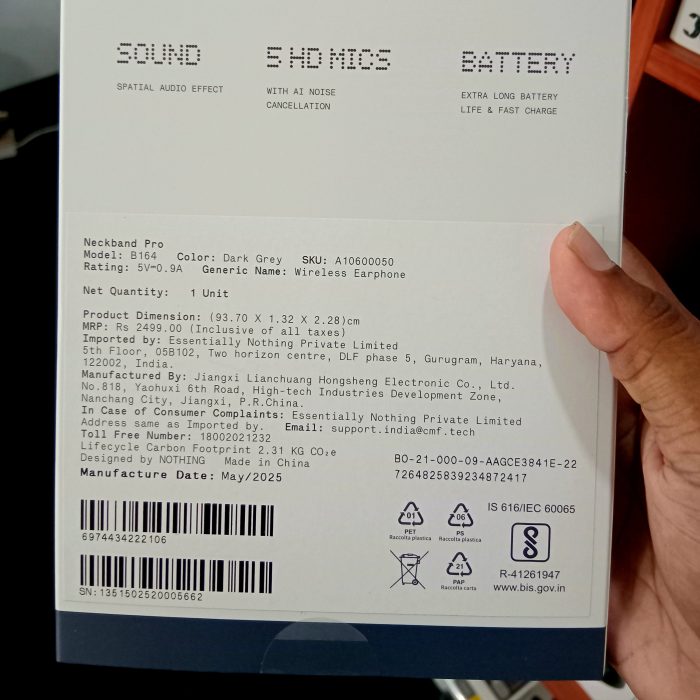 SOUND
SPATIAL AUDIO EFFECT
5 HD MICS
WITH AI NOISE
CANCELLATION
BATTERY
EXTRA LONG BATTERY
LIFE & FAST CHARGE
Neckband Pro
Model: B164 Color: Dark Grey SKU: A10600050
Rating: 5V⎓0.9A Generic Name: Wireless Earphone
Net Quantity: 1 Unit
Product Dimension: (93.70 X 1.32 X 2.28)cm
MRP: Rs 2499.00 (Inclusive of all taxes)
Imported by: Essentially Nothing Private Limited
5th Floor, 05B102, Two horizon centre, DLF phase 5, Gurugram, Haryana,
122002, India.
Manufactured By: Jiangxi Lianchuang Hongsheng Electronic Co., Ltd.
No.818, Yaohuxi 6th Road, High-tech Industries Development Zone,
Nanchang City, Jiangxi, P.R.China.
In Case of Consumer Complaints: Essentially Nothing Private Limited
Address same as Imported by. Email: support.india@cmf.tech
Toll Free Number: 18002021232
Lifecycle Carbon Footprint 2.31 KG CO₂e
Designed by NOTHING Made in China
Manufacture Date: May/2025
BO-21-000-09-AAGCE3841E-22
7264825839234872417
6974434222106
SN:1351502520005662
01
PET
Raccolta plastica
06
PS
Raccolta plastica
21
PAP
Raccolta carta
IS 616/IEC 60065
R-41261947
www.bis.gov.in